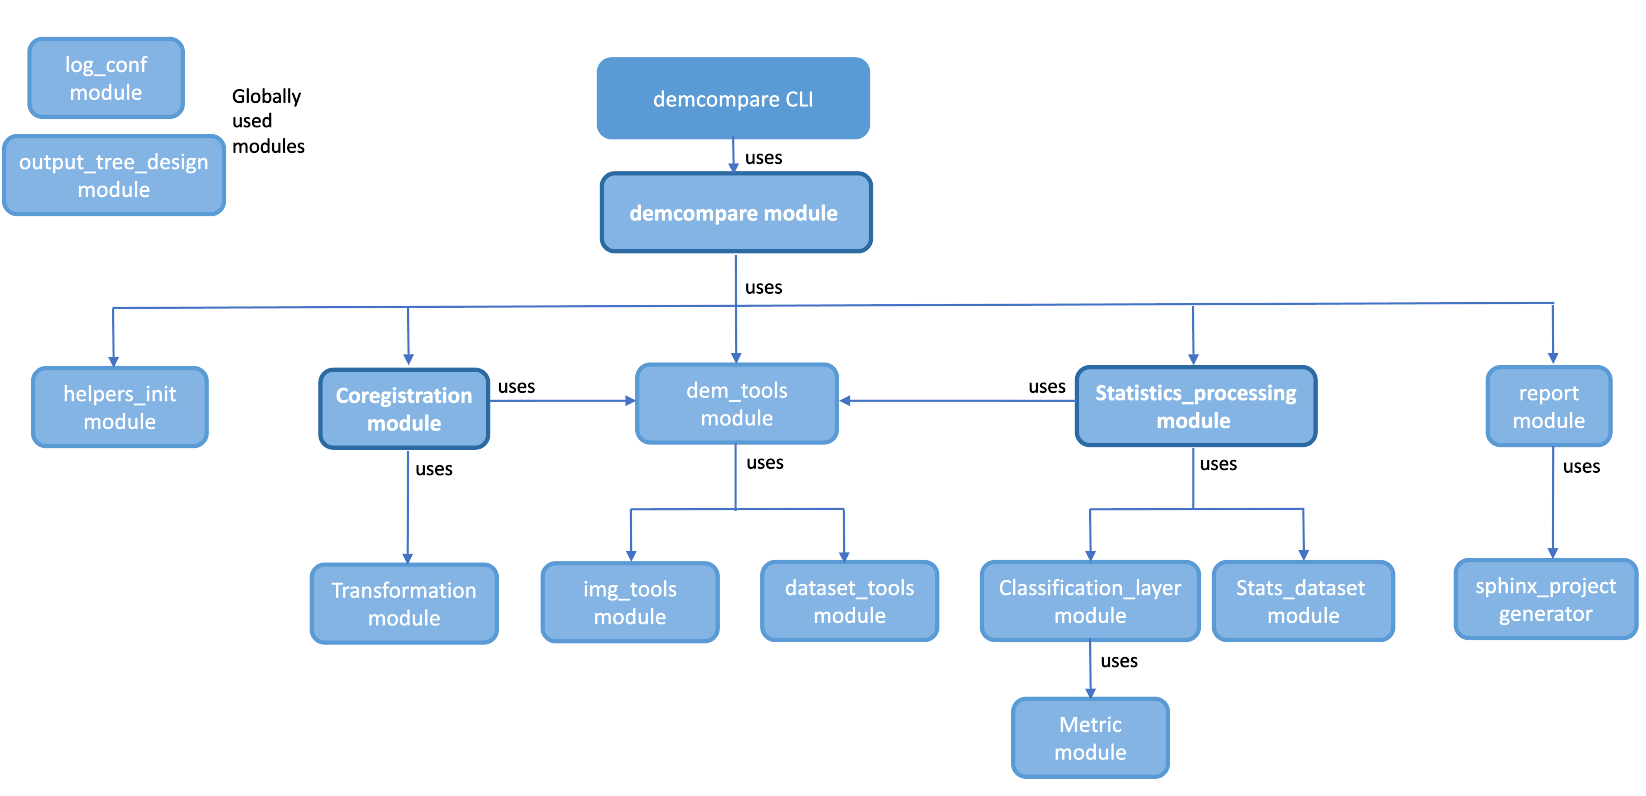 log_conf
module
Globally
used
modules
output_tree_design
module
demcompare CLI
uses
demcompare module
uses
helpers_init
module
Coregistration
module
uses
dem_tools
module
uses
Statistics_processing
module
report
module
uses
uses
uses
uses
Transformation
module
img_tools
module
dataset_tools
module
Classification_layer
module
Stats_dataset
module
sphinx_project
generator
uses
Metric
module